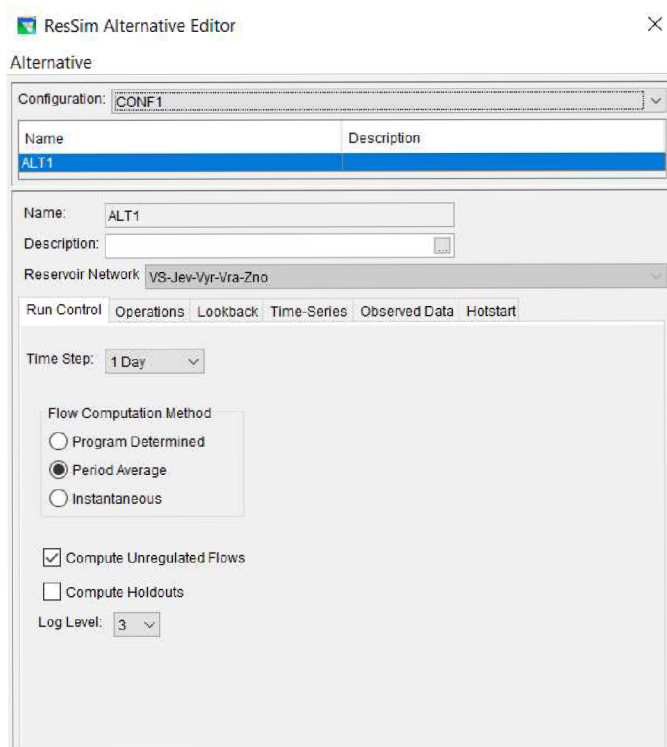 ResSim Alternative Editor
Alternative
Configuration: CONF1
Name Description
ALT1
Name: ALT1
Description: ...
Reservoir Network VS-Jev-Vyr-Vra-Zno
Run Control Operations Lookback Time-Series Observed Data Hotstart
Time Step: 1 Day
Flow Computation Method
Program Determined
Period Average
Instantaneous
Compute Unregulated Flows
Compute Holdouts
Log Level: 3